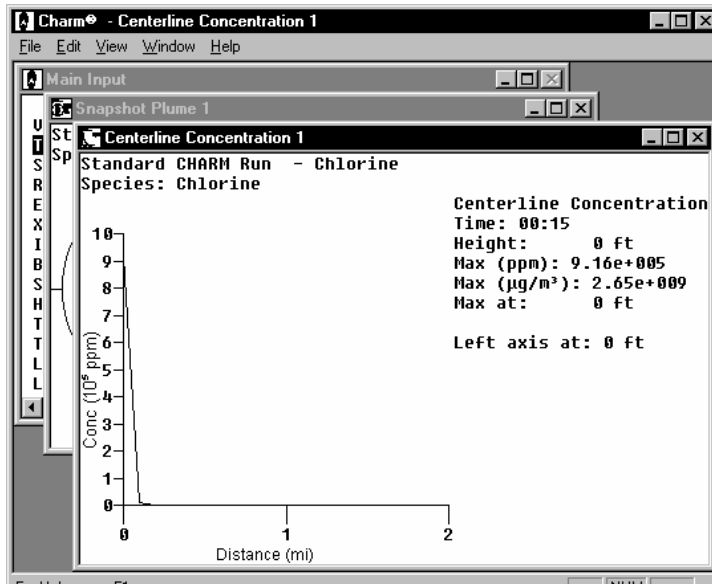 Charm® - Centerline Concentration 1
File Edit View Window Help
Main Input
Snapshot Plume 1
St
Sp
V
T
S
R
E
X
I
B
S
H
T
T
L
L
Centerline Concentration 1
Standard CHARM Run - Chlorine
Species: Chlorine
Centerline Concentration
Time: 00:15
Height: 0 ft
Max (ppm): 9.16e+005
Max (µg/m³): 2.65e+009
Max at: 0 ft
Left axis at: 0 ft
Conc (10⁵ ppm)
10
9
8
7
6
5
4
3
2
1
0
0 1 2
Distance (mi)